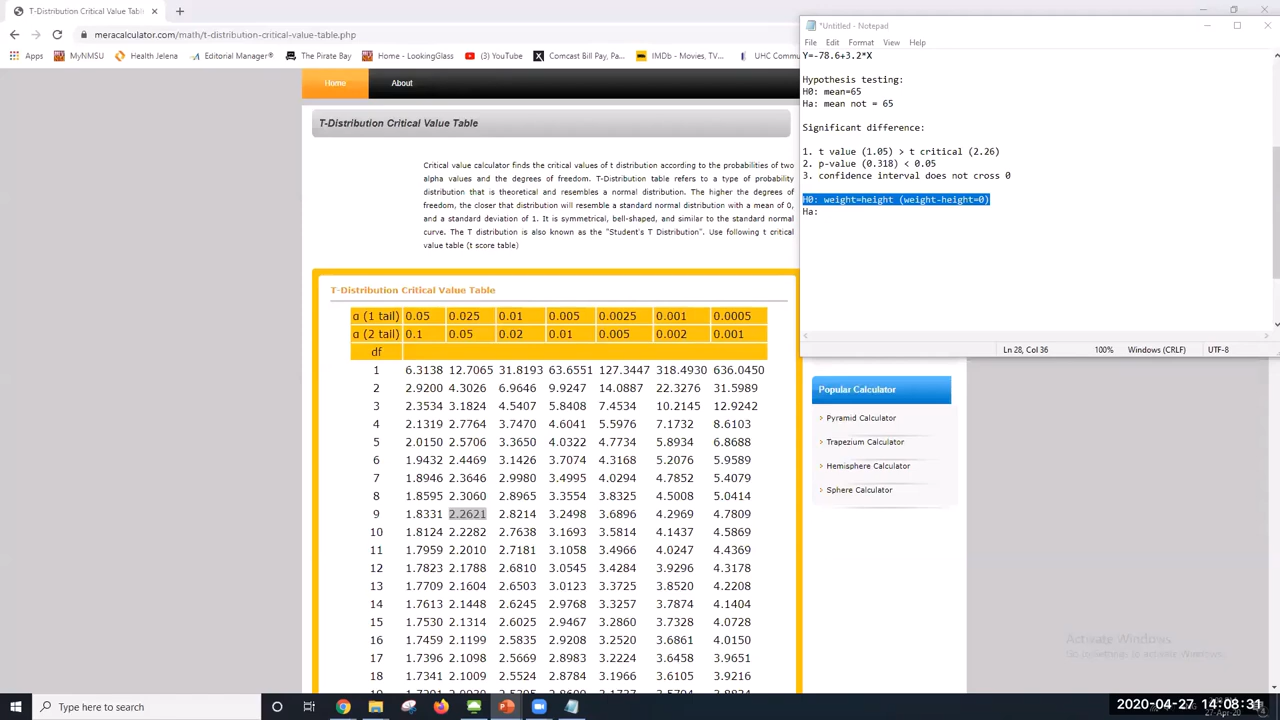 T-Distribution Critical Value Tabl
mathcalculator.com/math/t-distribution-critical-value-table.php
Apps
MyNMSU
Health Jelena
Editorial Manager®
The Pirate Bay
Home - LookingGlass
(3) YouTube
Comcast Bill Pay, Pa...
IMDb - Movies, TV...
UHC Commu
Home
About
T-Distribution Critical Value Table
Critical value calculator finds the critical values of t distribution according to the probabilities of two
alpha values and the degrees of freedom. T-Distribution table refers to a type of probability
distribution that is theoretical and resembles a normal distribution. The higher the degrees of
freedom, the closer that distribution will resemble a standard normal distribution with a mean of 0,
and a standard deviation of 1. It is symmetrical, bell-shaped, and similar to the standard normal
curve. The T distribution is also known as the "Student's T Distribution". Use following t critical
value table (t score table)
T-Distribution Critical Value Table
α (1 tail) 0.05 0.025 0.01 0.005 0.0025 0.001 0.0005
α (2 tail) 0.1 0.05 0.02 0.01 0.005 0.002 0.001
df
1 6.3138 12.7065 31.8193 63.6551 127.3447 318.4930 636.0450
2 2.9200 4.3026 6.9646 9.9247 14.0887 22.3276 31.5989
3 2.3534 3.1824 4.5407 5.8408 7.4534 10.2145 12.9242
4 2.1319 2.7764 3.7470 4.6041 5.5976 7.1732 8.6103
5 2.0150 2.5706 3.3650 4.0322 4.7734 5.8934 6.8688
6 1.9432 2.4469 3.1426 3.7074 4.3168 5.2076 5.9589
7 1.8946 2.3646 2.9980 3.4995 4.0294 4.7852 5.4079
8 1.8595 2.3060 2.8965 3.3554 3.8325 4.5008 5.0414
9 1.8331 2.2621 2.8214 3.2498 3.6896 4.2969 4.7809
10 1.8124 2.2282 2.7638 3.1693 3.5814 4.1437 4.5869
11 1.7959 2.2010 2.7181 3.1058 3.4966 4.0247 4.4369
12 1.7823 2.1788 2.6810 3.0545 3.4284 3.9296 4.3178
13 1.7709 2.1604 2.6503 3.0123 3.3725 3.8520 4.2208
14 1.7613 2.1448 2.6245 2.9768 3.3257 3.7874 4.1404
15 1.7530 2.1314 2.6025 2.9467 3.2860 3.7328 4.0728
16 1.7459 2.1199 2.5835 2.9208 3.2520 3.6861 4.0150
17 1.7396 2.1098 2.5669 2.8983 3.2224 3.6458 3.9651
18 1.7341 2.1009 2.5524 2.8784 3.1966 3.6105 3.9216
*Untitled - Notepad
File Edit Format View Help
Y=-78.6+3.2*X
Hypothesis testing:
H0: mean=65
Ha: mean not = 65
Significant difference:
1. t value (1.05) > t critical (2.26)
2. p-value (0.318) < 0.05
3. confidence interval does not cross 0
H0: weight=height (weight-height=0)
Ha:
Ln 28, Col 36 100% Windows (CRLF) UTF-8
Popular Calculator
Pyramid Calculator
Trapezium Calculator
Hemisphere Calculator
Sphere Calculator
Activate Windows
Go to Settings to activate Windows.
Type here to search
2020-04-27 14:08:31
27-Apr-20